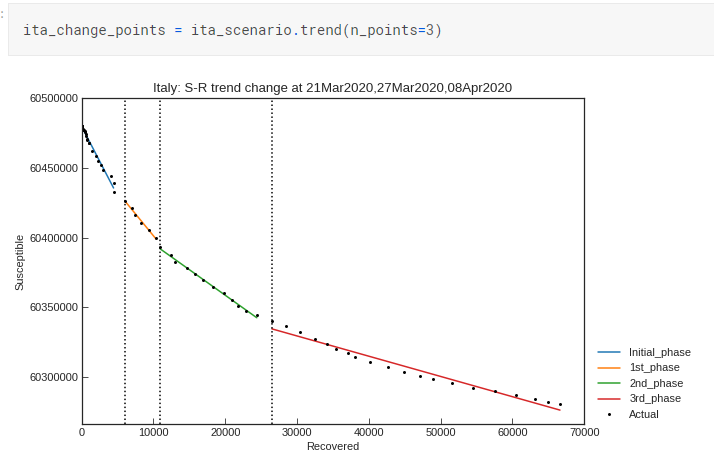 :
ita_change_points = ita_scenario.trend(n_points=3)
Italy: S-R trend change at 21Mar2020,27Mar2020,08Apr2020
60500000
60450000
60400000
60350000
60300000
Susceptible
0
10000
20000
30000
40000
50000
60000
70000
Recovered
Initial_phase
1st_phase
2nd_phase
3rd_phase
Actual